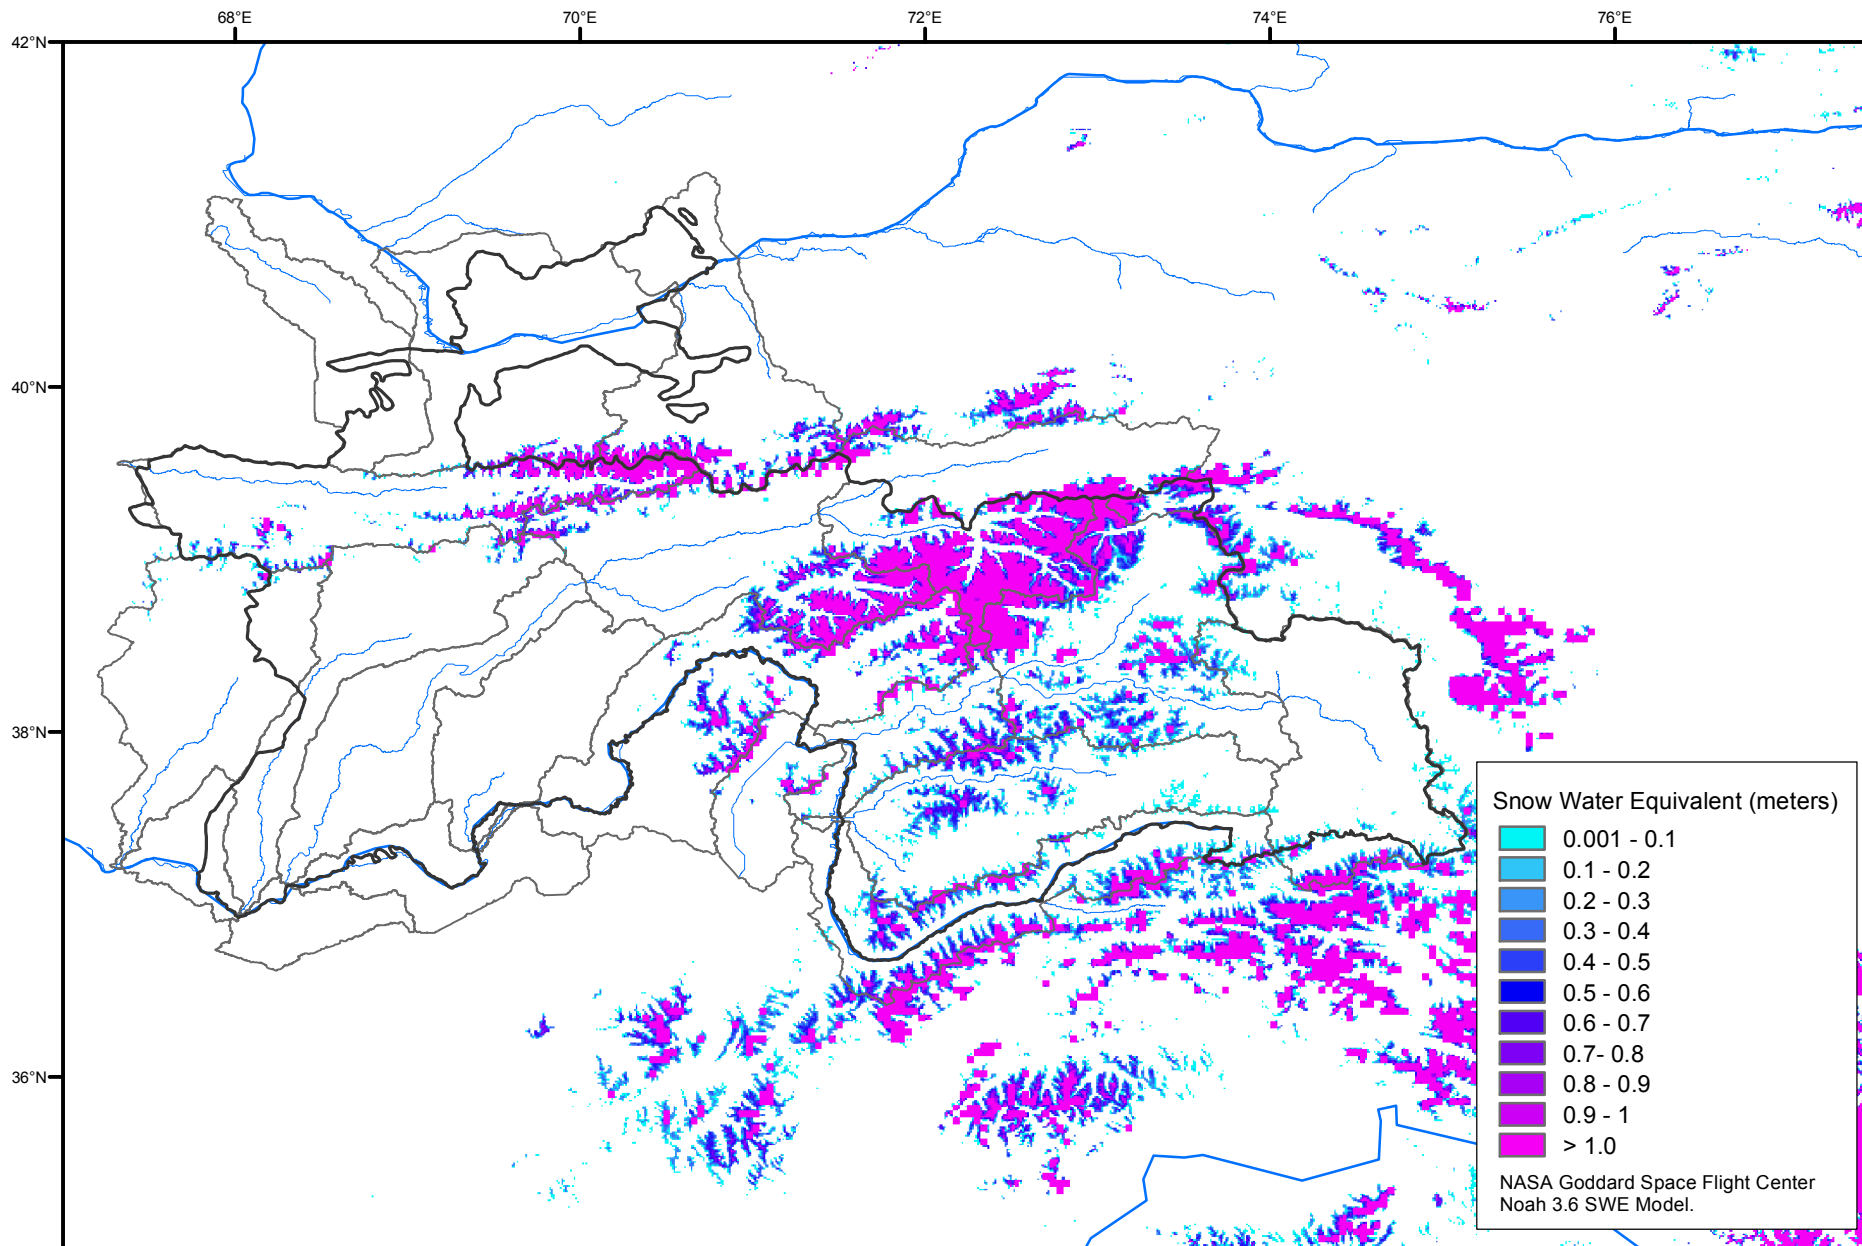 68°E
70°E
72°E
74°E
76°E
42°N
40°N
38°N
36°N
Snow Water Equivalent (meters)
0.001 - 0.1
0.1 - 0.2
0.2 - 0.3
0.3 - 0.4
0.4 - 0.5
0.5 - 0.6
0.6 - 0.7
0.7- 0.8
0.8 - 0.9
0.9 - 1
> 1.0
NASA Goddard Space Flight Center
Noah 3.6 SWE Model.